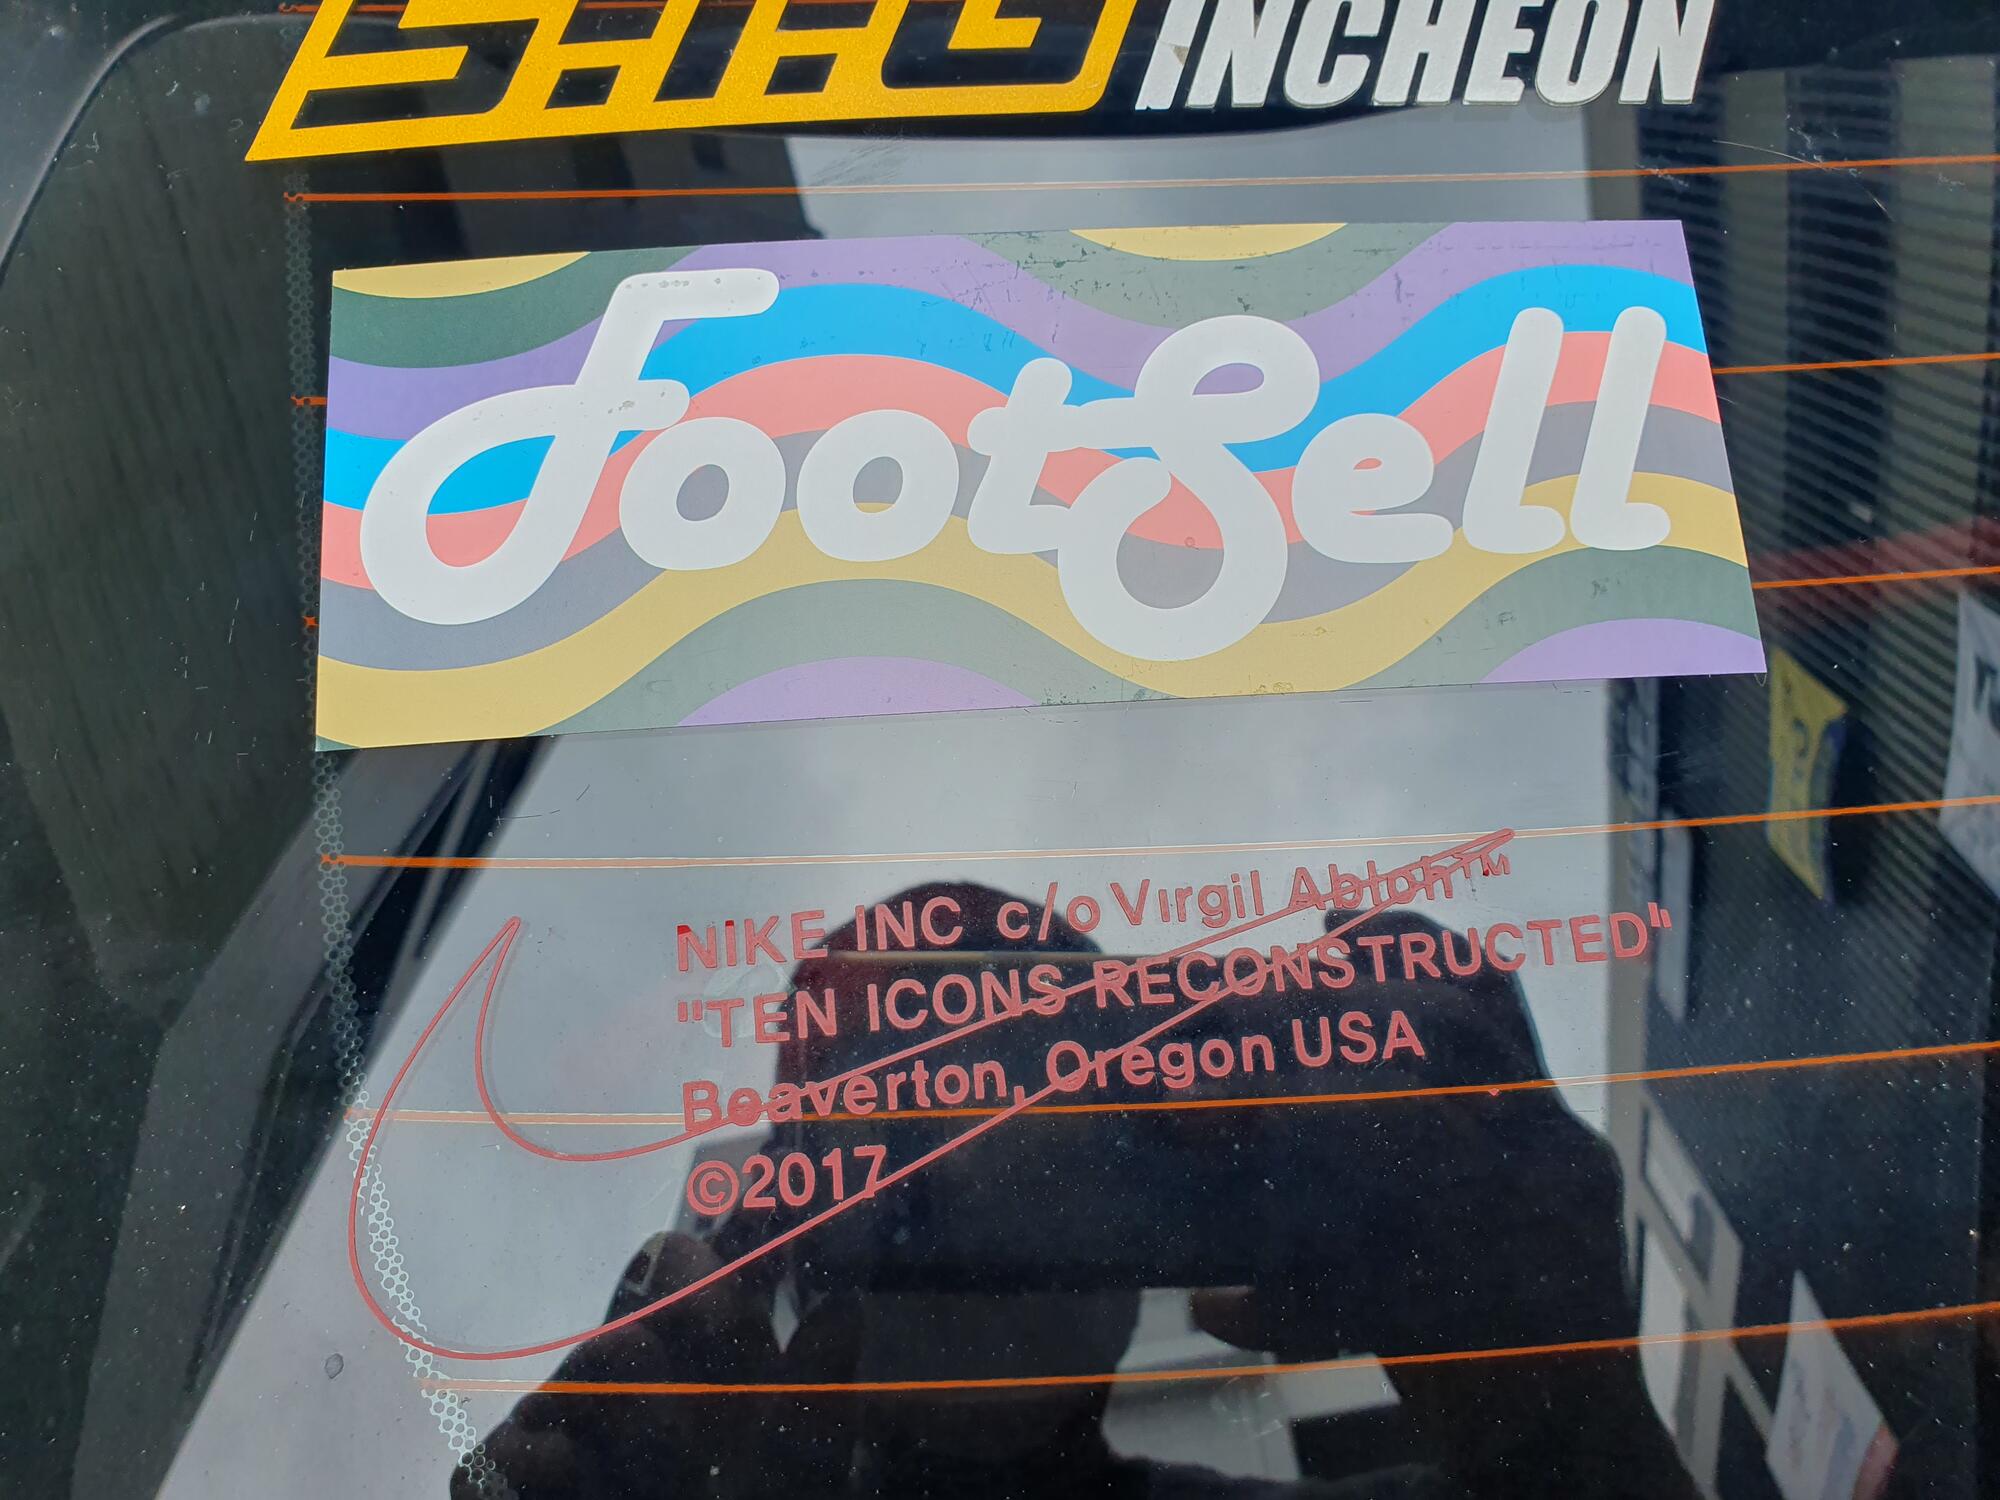 INCHEON
FootSell
NIKE INC c/o Virgil Abloh™
"TEN ICONS RECONSTRUCTED"
Beaverton, Oregon USA
©2017